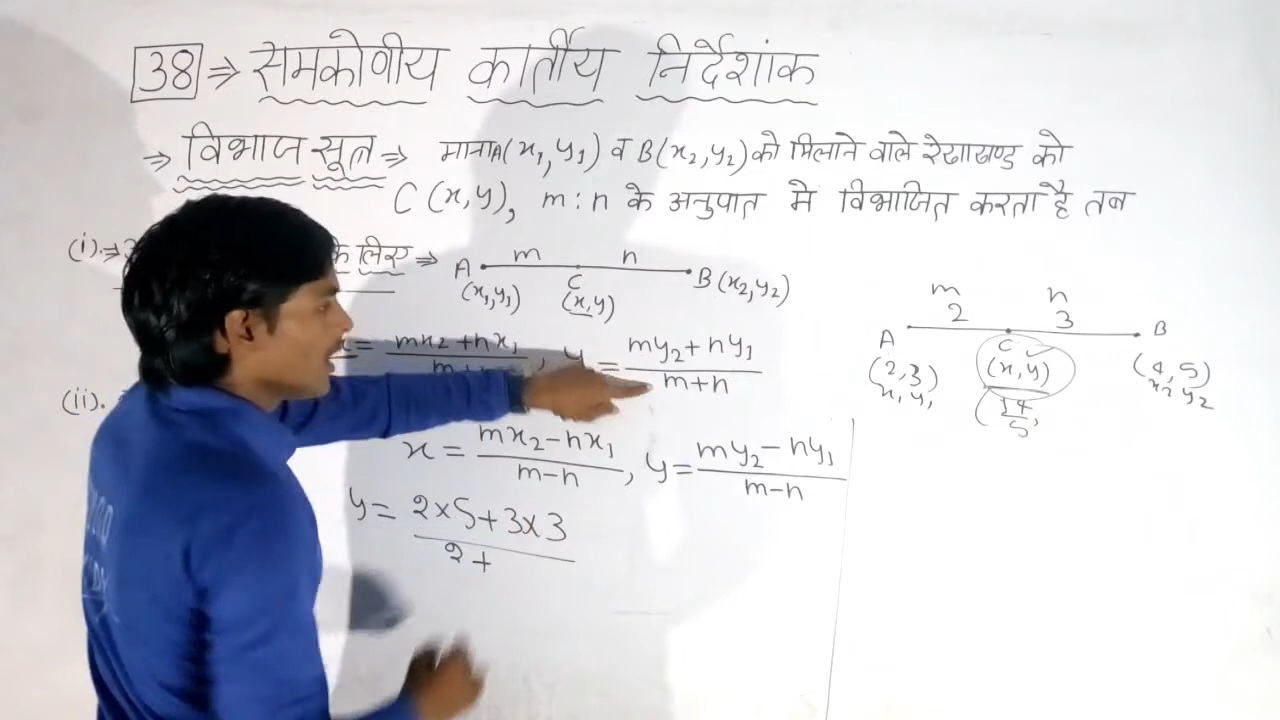 38 ⇒ समकोणीय कार्तीय निर्देशांक
⇒ विभाज सूत्र ⇒ माना A(x₁,y₁) व B(x₂,y₂) को मिलाने वाले रेखाखण्ड को
C (x,y), m:n के अनुपात मे विभाजित करता है तब
(i).⇒ के लिए ⇒ A m C n B (x₂,y₂)
(x₁,y₁) (x,y)
x = mx₂+nx₁ / m+n , y = my₂+ny₁ / m+n
(ii).
x = mx₂-nx₁ / m-n , y = my₂-ny₁ / m-n
y = 2×5+3×3 / 2+
m n
2 3
A C B
(2,3) (x,y) (4,5)
x₁ y₁ x₂ y₂
(14/5,